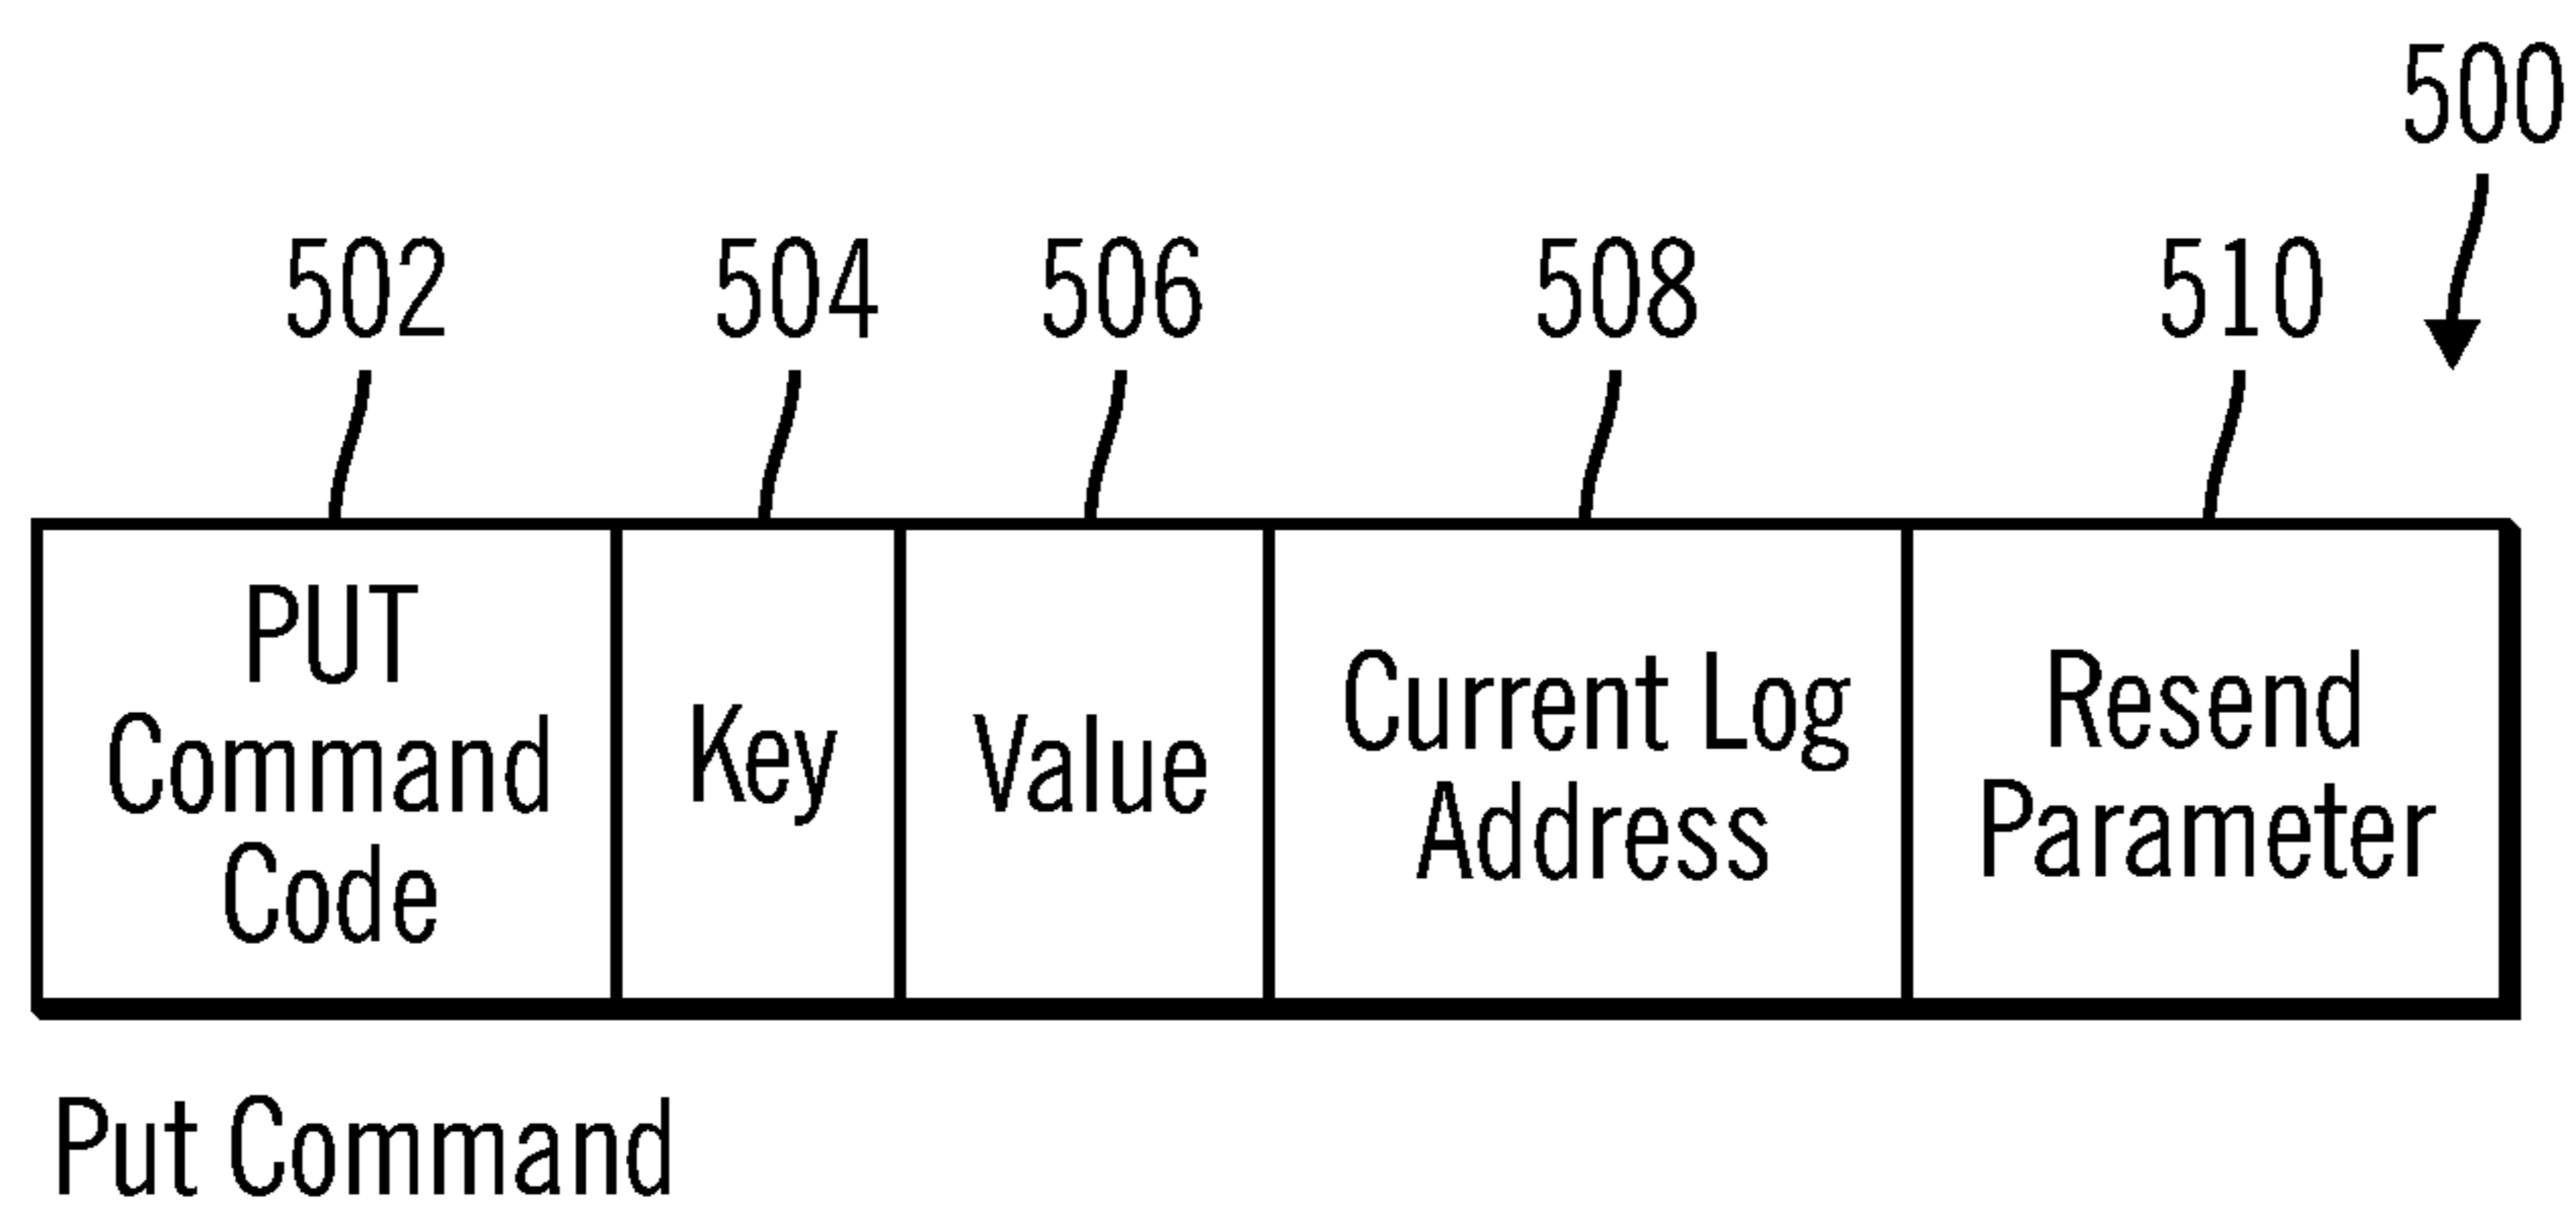 500
502 504 506 508 510
PUT
Command
Code
Key
Value
Current Log
Address
Resend
Parameter
Put Command